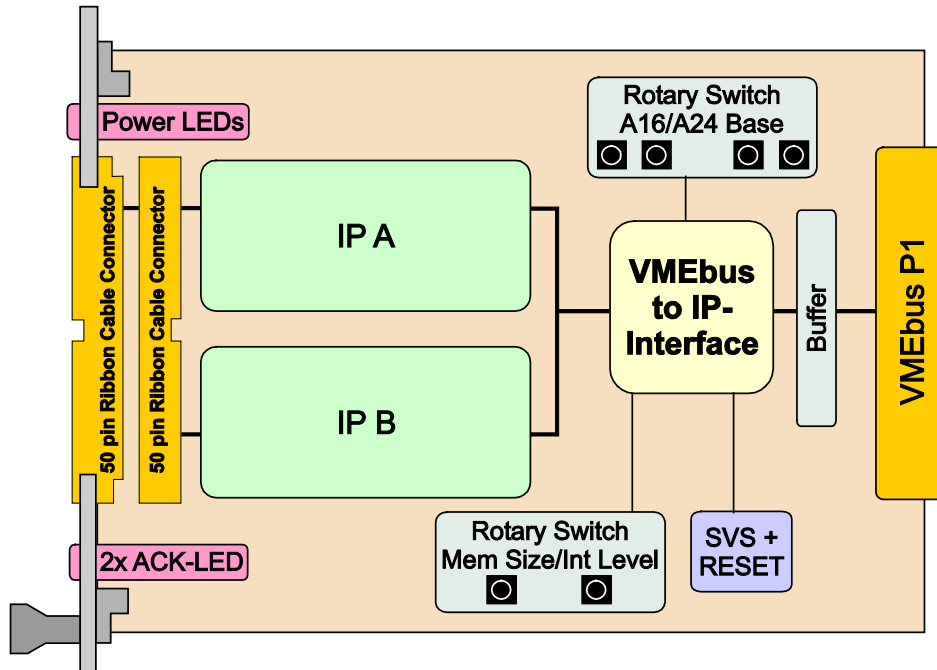 Power LEDs
Rotary Switch
A16/A24 Base
50 pin Ribbon Cable Connector
50 pin Ribbon Cable Connector
IP A
VMEbus
to IP-
Interface
Buffer
VMEbus P1
IP B
2x ACK-LED
Rotary Switch
Mem Size/Int Level
SVS +
RESET